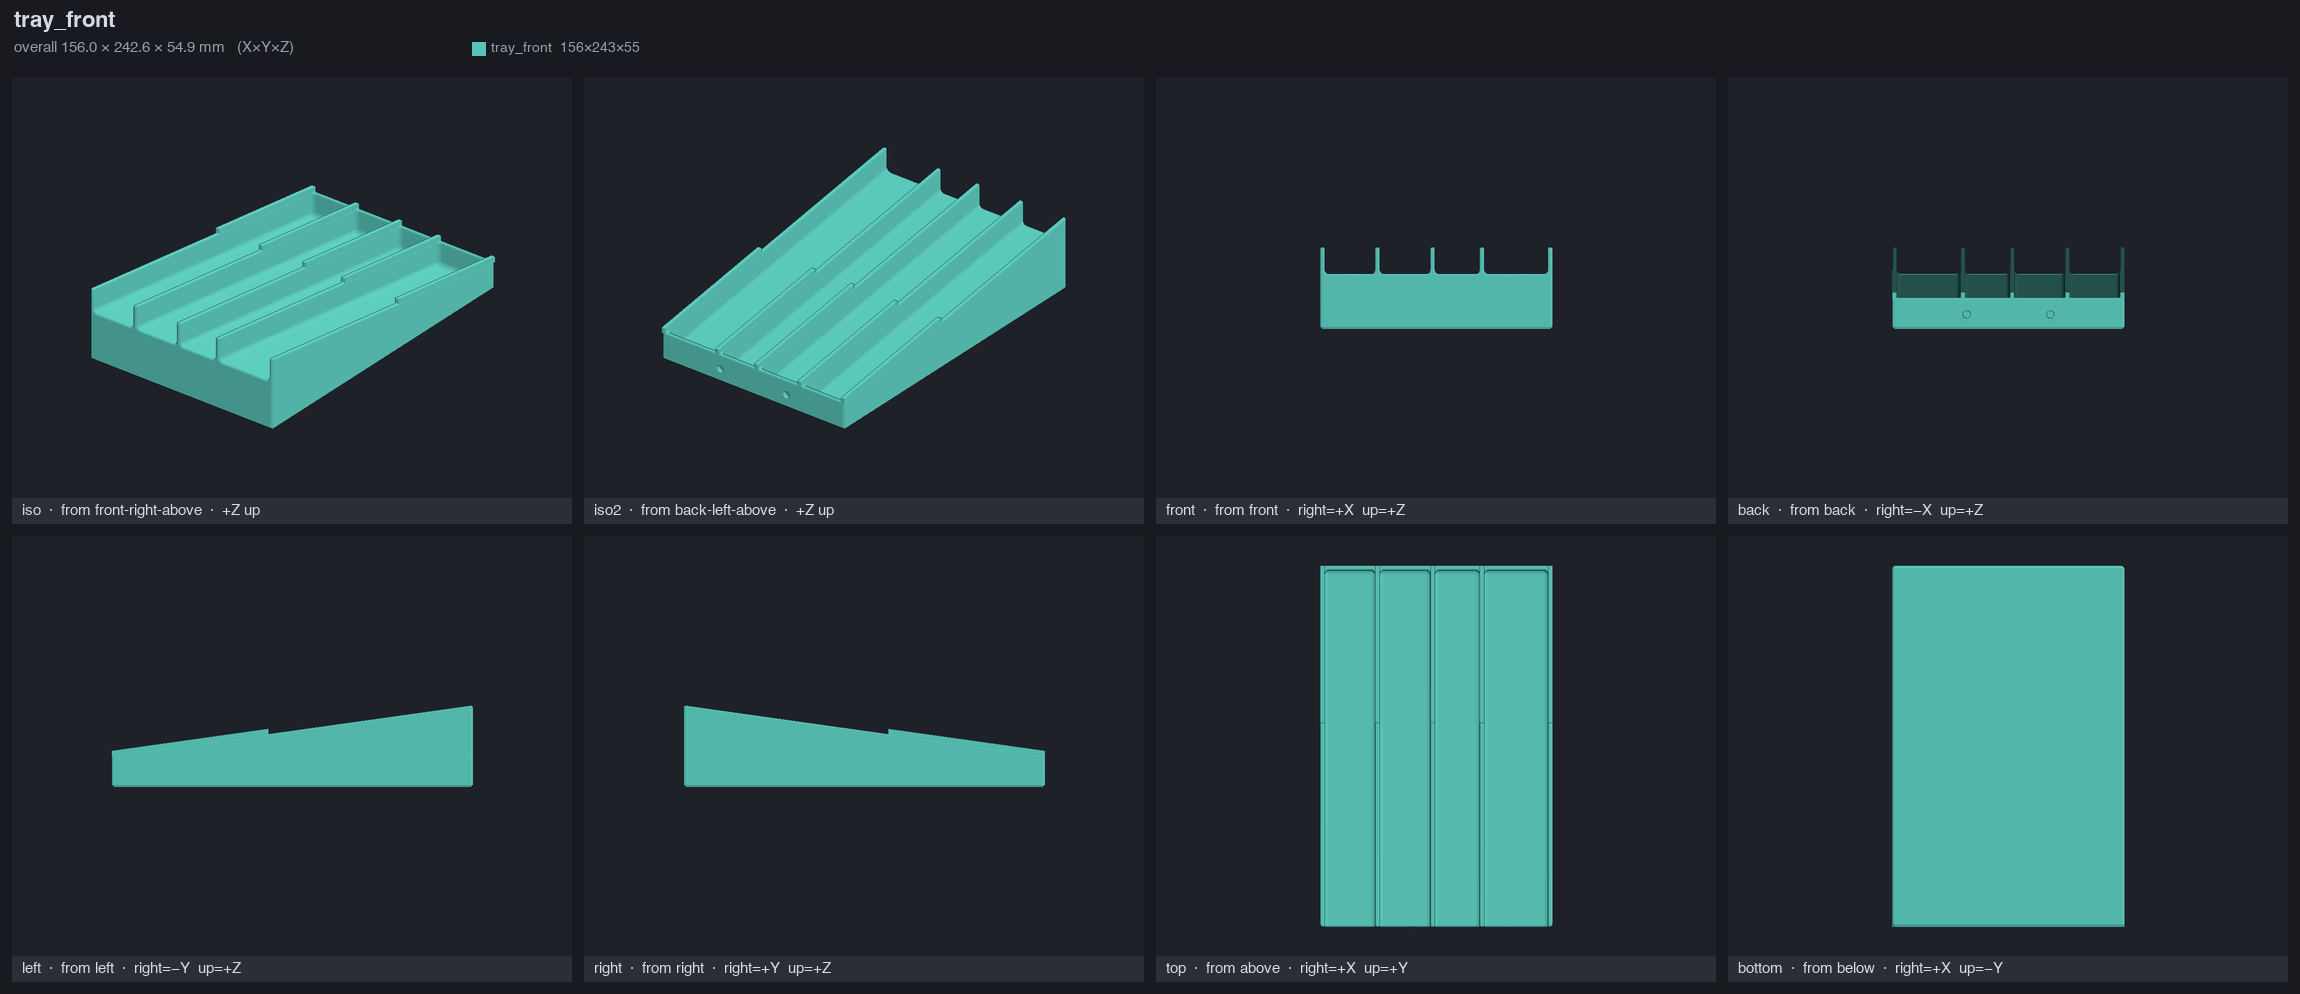 tray_front
overall 156.0 × 242.6 × 54.9 mm (X×Y×Z)
tray_front 156×243×55
iso · from front-right-above · +Z up
iso2 · from back-left-above · +Z up
front · from front · right=+X up=+Z
back · from back · right=−X up=+Z
left · from left · right=−Y up=+Z
right · from right · right=+Y up=+Z
top · from above · right=+X up=+Y
bottom · from below · right=+X up=−Y